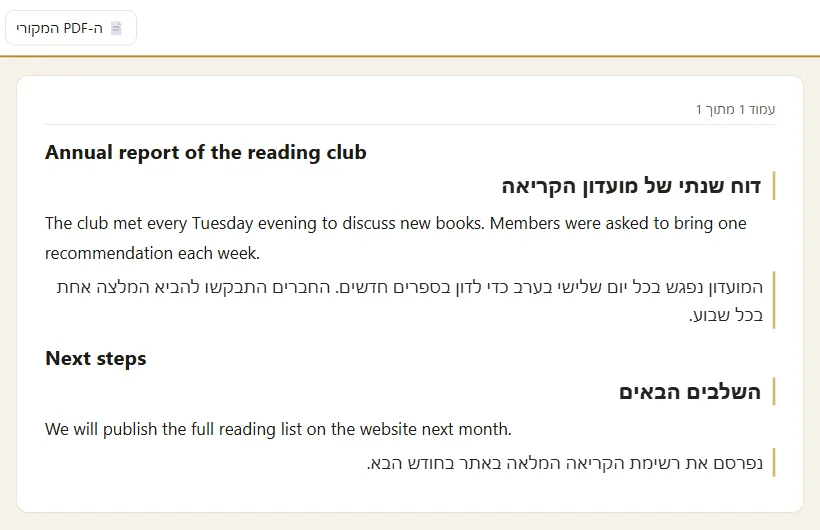 ה-PDF המקורי
עמוד 1 מתוך 1
Annual report of the reading club
דוח שנתי של מועדון הקריאה
The club met every Tuesday evening to discuss new books. Members were asked to bring one
recommendation each week.
המועדון נפגש בכל יום שלישי בערב כדי לדון בספרים חדשים. החברים התבקשו להביא המלצה אחת
בכל שבוע.
Next steps
השלבים הבאים
We will publish the full reading list on the website next month.
נפרסם את רשימת הקריאה המלאה באתר בחודש הבא.